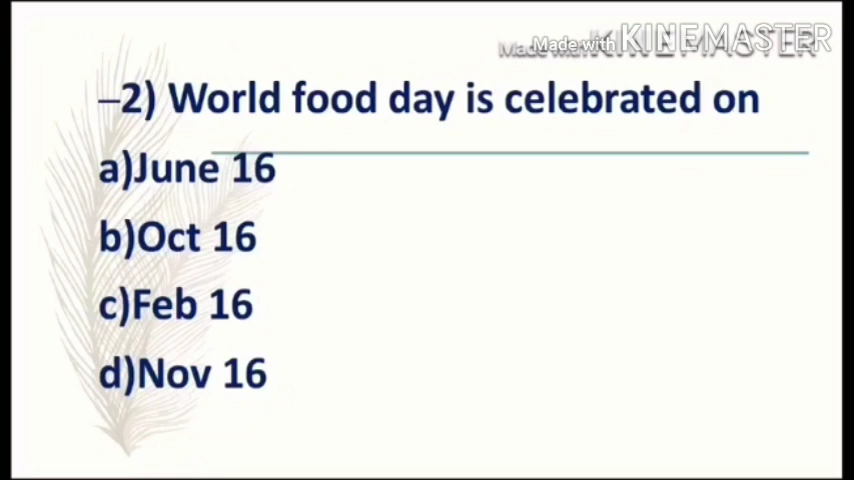 Made with KINEMASTER
–2) World food day is celebrated on
a)June 16
b)Oct 16
c)Feb 16
d)Nov 16